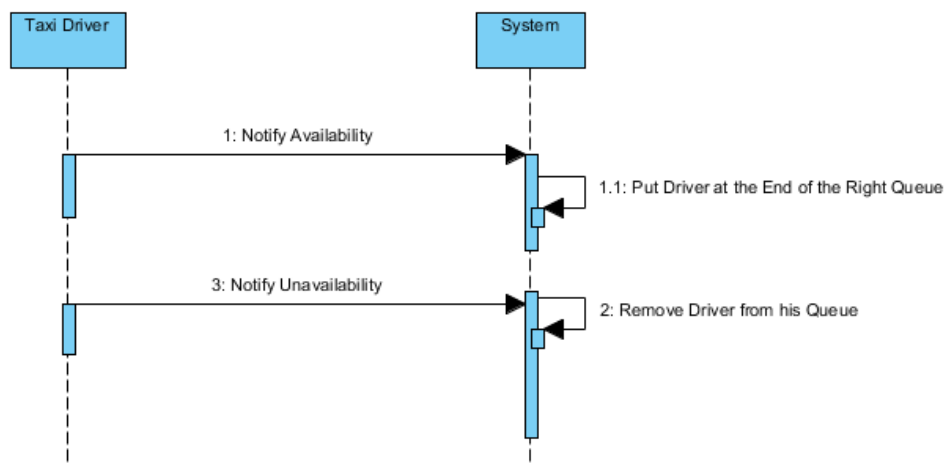 Taxi Driver
System
1: Notify Availability
1.1: Put Driver at the End of the Right Queue
3: Notify Unavailability
2: Remove Driver from his Queue